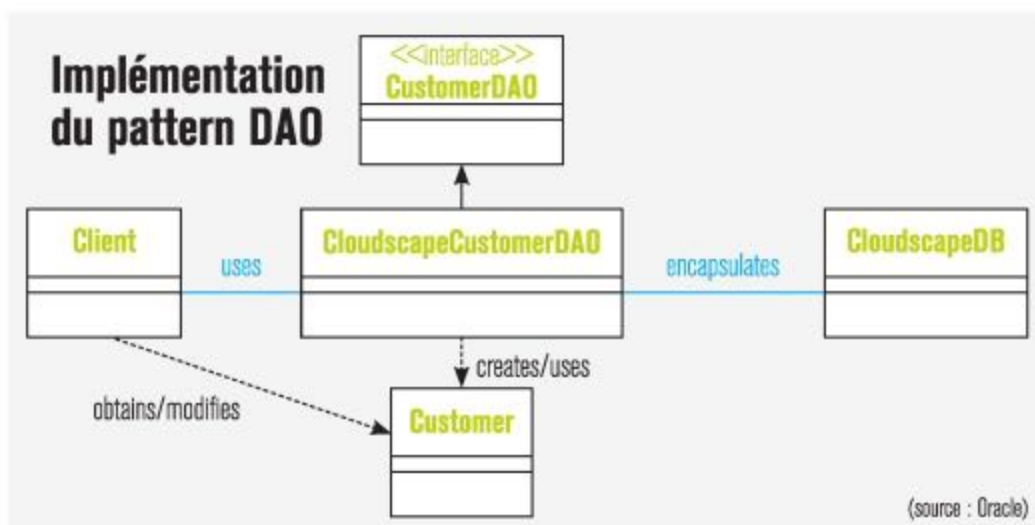 Implémentation
du pattern DAO
<<interface>>
CustomerDAO
Client
uses
CloudscapeCustomerDAO
encapsulates
CloudscapeDB
creates/uses
obtains/modifies
Customer
(source : Oracle)